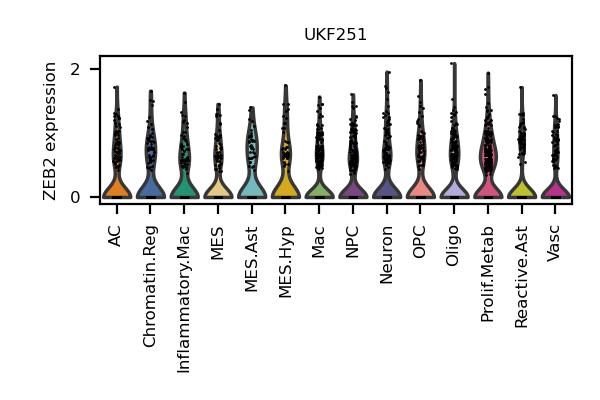 UKF251
ZEB2 expression
2
0
AC
Chromatin.Reg
Inflammatory.Mac
MES
MES.Ast
MES.Hyp
Mac
NPC
Neuron
OPC
Oligo
Prolif.Metab
Reactive.Ast
Vasc